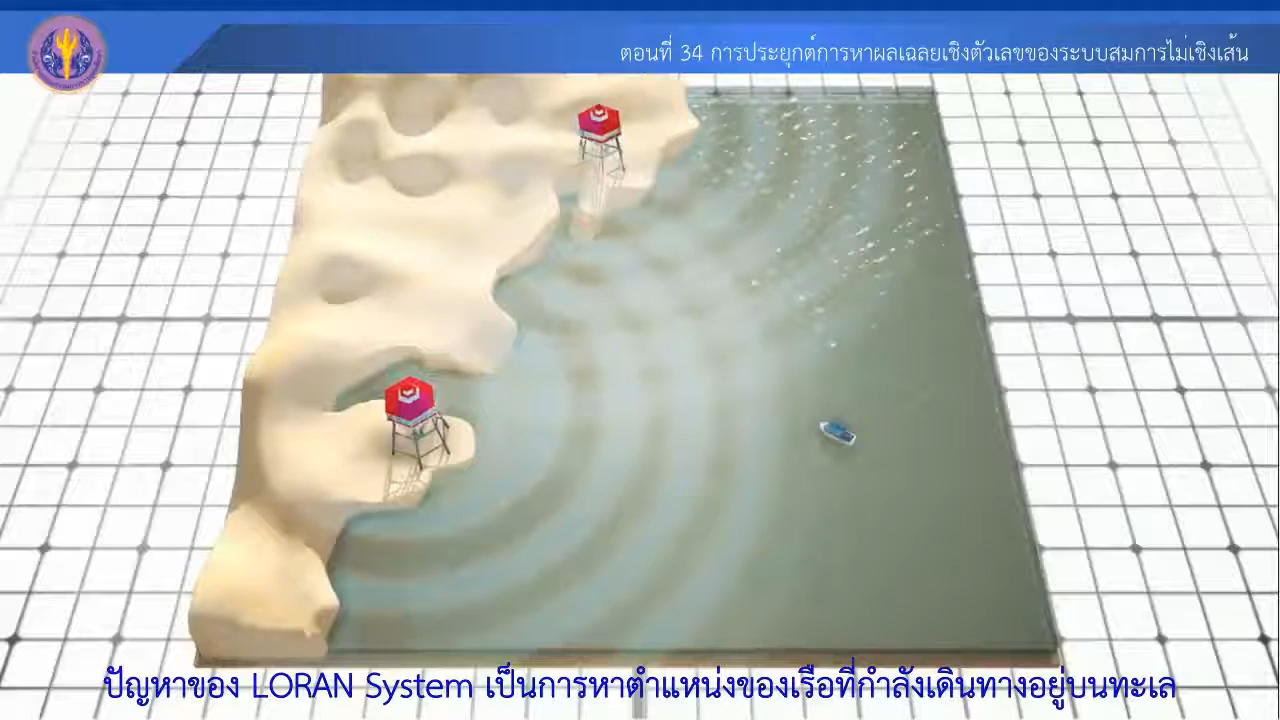 ตอนที่ 34 การประยุกต์การหาผลเฉลยเชิงตัวเลขของระบบสมการไม่เชิงเส้น
ปัญหาของ LORAN System เป็นการหาตำแหน่งของเรือที่กำลังเดินทางอยู่บนทะเล